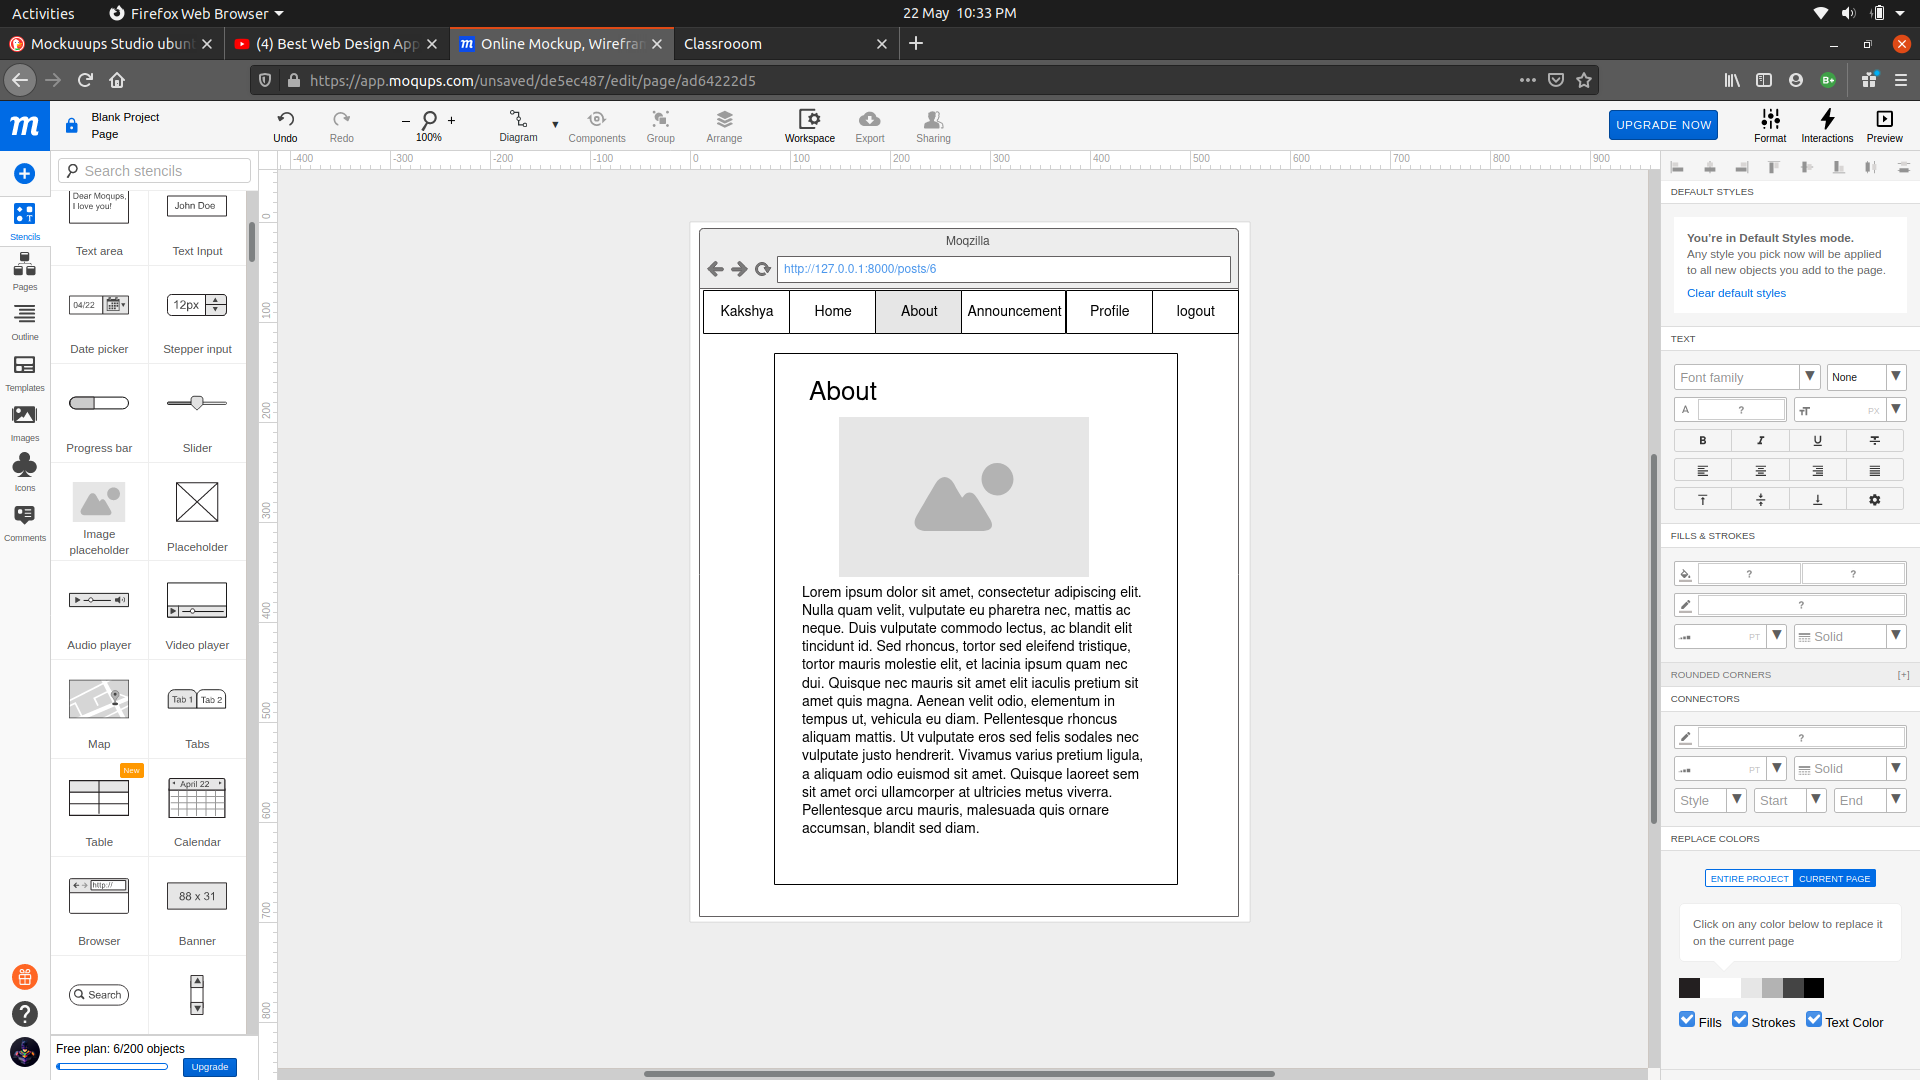 Activities
Firefox Web Browser
22 May 10:33 PM
Mockuuups Studio ubun
(4) Best Web Design App
Online Mockup, Wirefra
Classrooom
https://app.moqups.com/unsaved/de5ec487/edit/page/ad64222d5
B+
m
Blank Project
Page
Undo
Redo
100%
Diagram
Components
Group
Arrange
Workspace
Export
Sharing
UPGRADE NOW
Format
Interactions
Preview
Search stencils
-400 -300 -200 -100 0 100 200 300 400 500 600 700 800 900
0 100 200 300 400 500 600 700 800
Stencils
Pages
Outline
Templates
Images
Icons
Comments
Dear Moqups,
I love you!
John Doe
Text area
Text Input
04/22
12px
Date picker
Stepper input
Progress bar
Slider
Image
placeholder
Placeholder
Audio player
Video player
Tab 1 Tab 2
Map
Tabs
New
April 22
Table
Calendar
http://
88 x 31
Browser
Banner
Search
Free plan: 6/200 objects
Upgrade
Moqzilla
http://127.0.0.1:8000/posts/6
Kakshya
Home
About
Announcement
Profile
logout
About
Lorem ipsum dolor sit amet, consectetur adipiscing elit.
Nulla quam velit, vulputate eu pharetra nec, mattis ac
neque. Duis vulputate commodo lectus, ac blandit elit
tincidunt id. Sed rhoncus, tortor sed eleifend tristique,
tortor mauris molestie elit, et lacinia ipsum quam nec
dui. Quisque nec mauris sit amet elit iaculis pretium sit
amet quis magna. Aenean velit odio, elementum in
tempus ut, vehicula eu diam. Pellentesque rhoncus
aliquam mattis. Ut vulputate eros sed felis sodales nec
vulputate justo hendrerit. Vivamus varius pretium ligula,
a aliquam odio euismod sit amet. Quisque laoreet sem
sit amet orci ullamcorper at ultricies metus viverra.
Pellentesque arcu mauris, malesuada quis ornare
accumsan, blandit sed diam.
DEFAULT STYLES
You're in Default Styles mode.
Any style you pick now will be applied
to all new objects you add to the page.
Clear default styles
TEXT
Font family
None
A ?
TT PX
B I U
FILLS & STROKES
? ?
?
PT
Solid
ROUNDED CORNERS [+]
CONNECTORS
?
PT
Solid
Style
Start
End
REPLACE COLORS
ENTIRE PROJECT
CURRENT PAGE
Click on any color below to replace it
on the current page
Fills
Strokes
Text Color